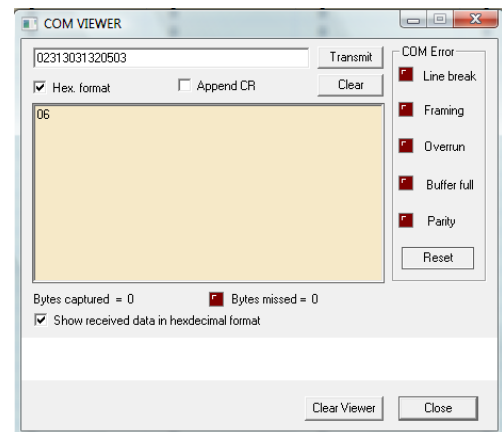 COM VIEWER
02313031320503
Transmit
COM Error
Hex. format
Append CR
Clear
Line break
06
Framing
Overrun
Buffer full
Parity
Reset
Bytes captured = 0
Bytes missed = 0
Show received data in hexdecimal format
Clear Viewer
Close